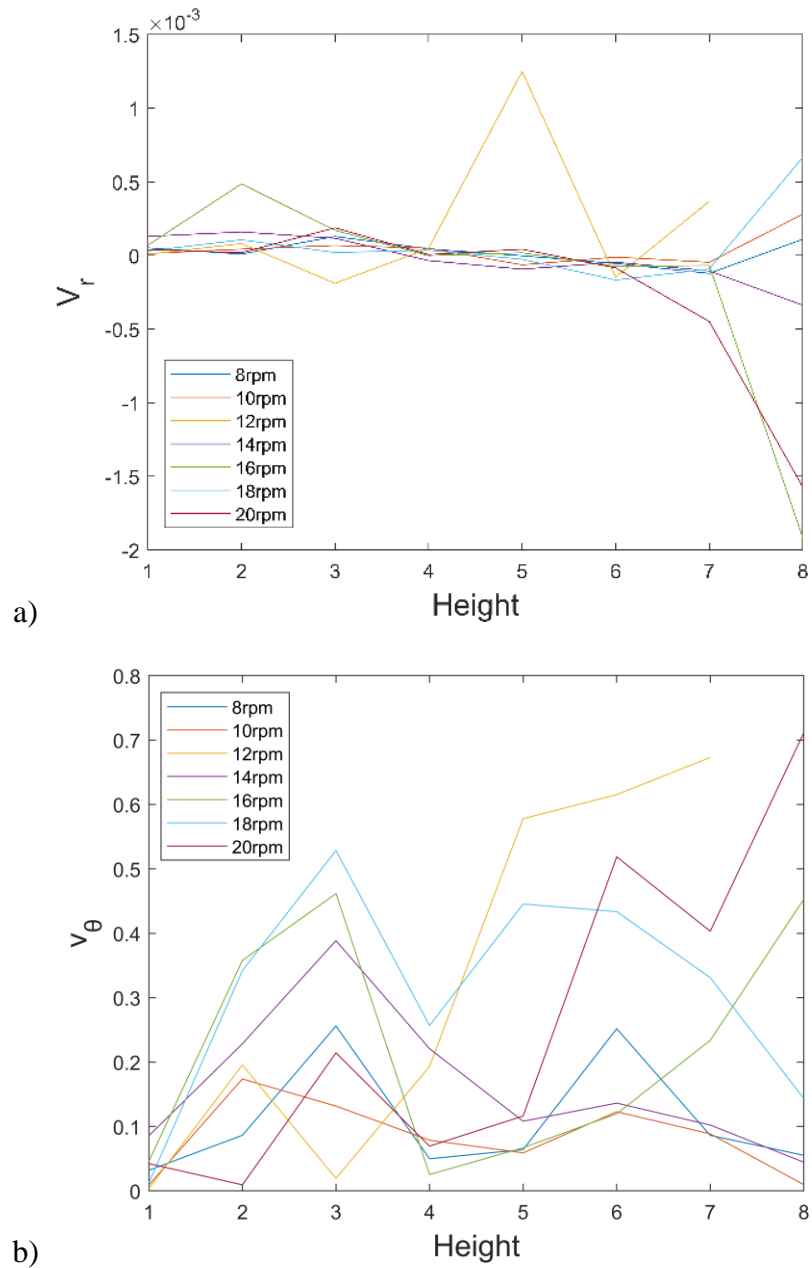 ×10⁻³
1.5
1
0.5
0
-0.5
-1
-1.5
-2
V_r
8rpm
10rpm
12rpm
14rpm
16rpm
18rpm
20rpm
1 2 3 4 5 6 7 8
Height
a)
0.8
0.7
0.6
0.5
0.4
0.3
0.2
0.1
0
v_θ
8rpm
10rpm
12rpm
14rpm
16rpm
18rpm
20rpm
1 2 3 4 5 6 7 8
Height
b)